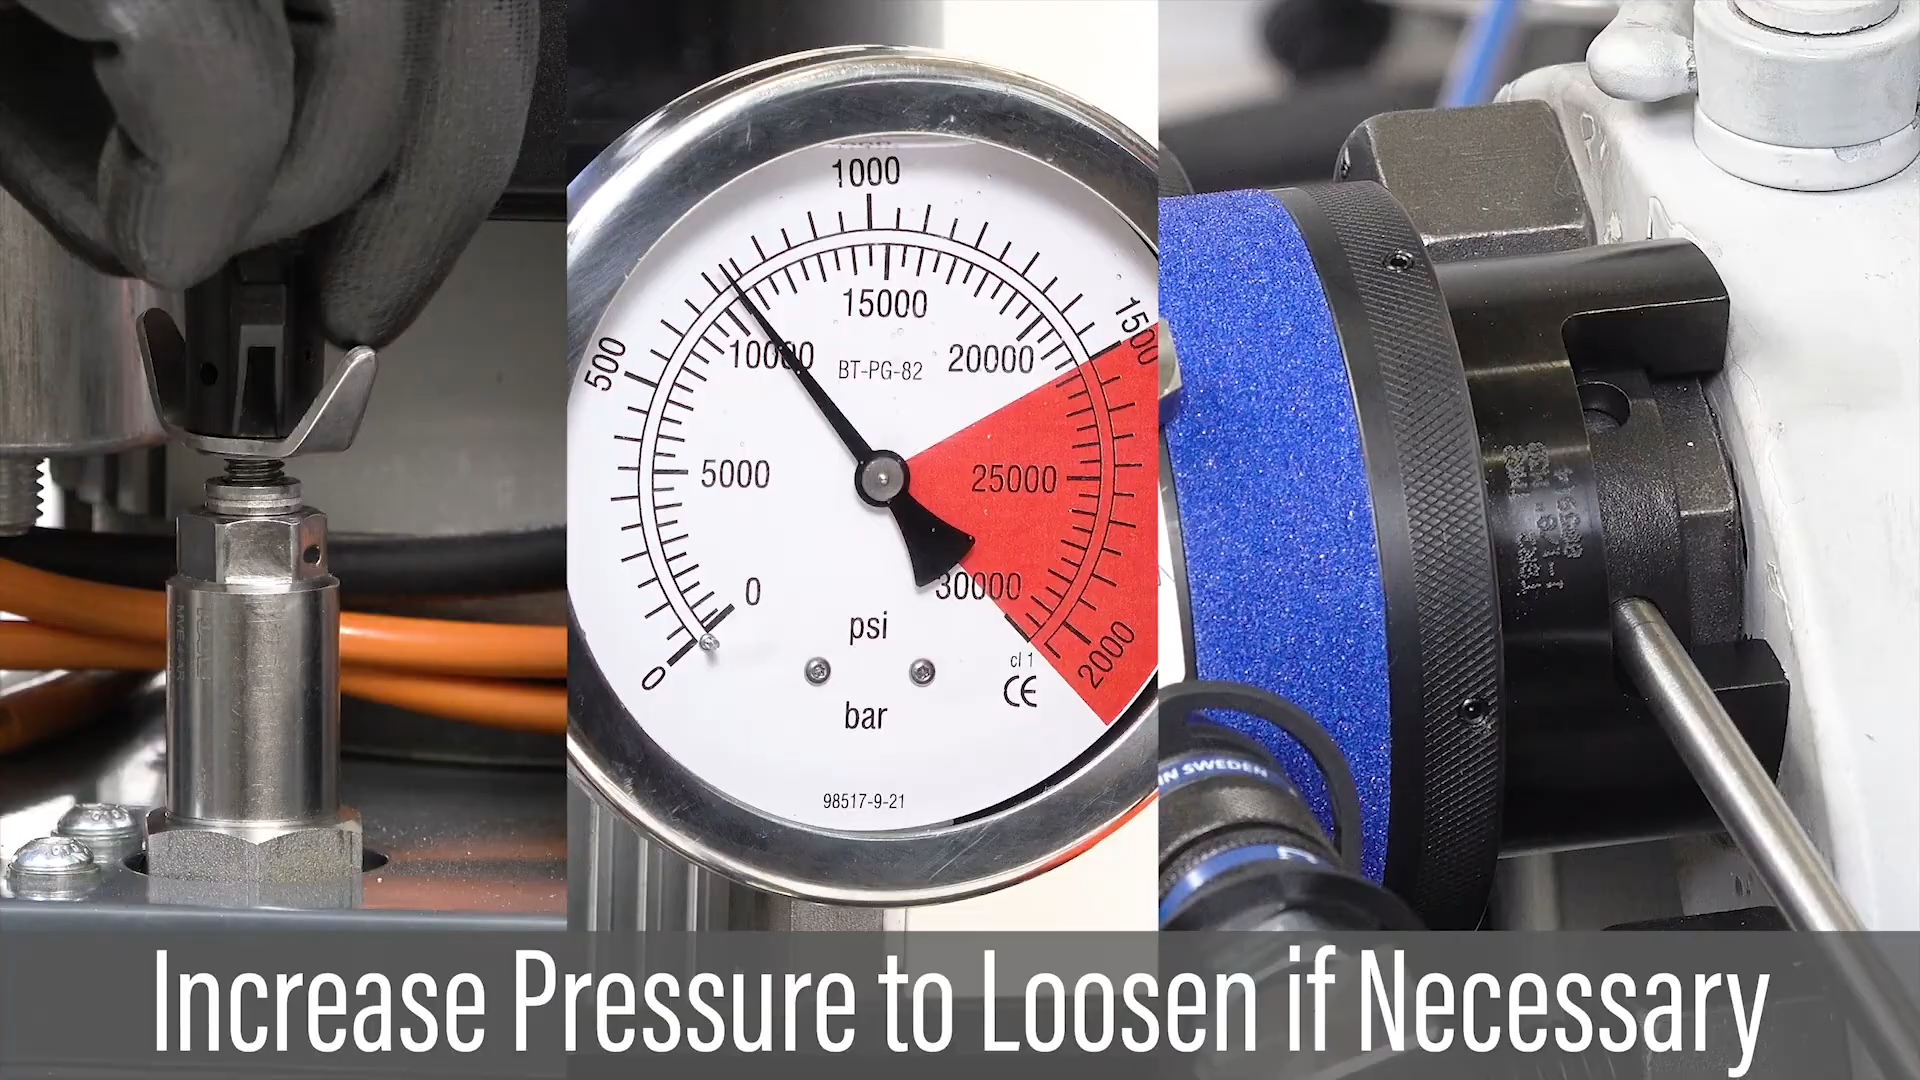 1000
500
1500
15000
10000
20000
BT-PG-82
5000
25000
0
30000
psi
0
2000
cl 1
CE
bar
98517-9-21
IN SWEDEN
Increase Pressure to Loosen if Necessary